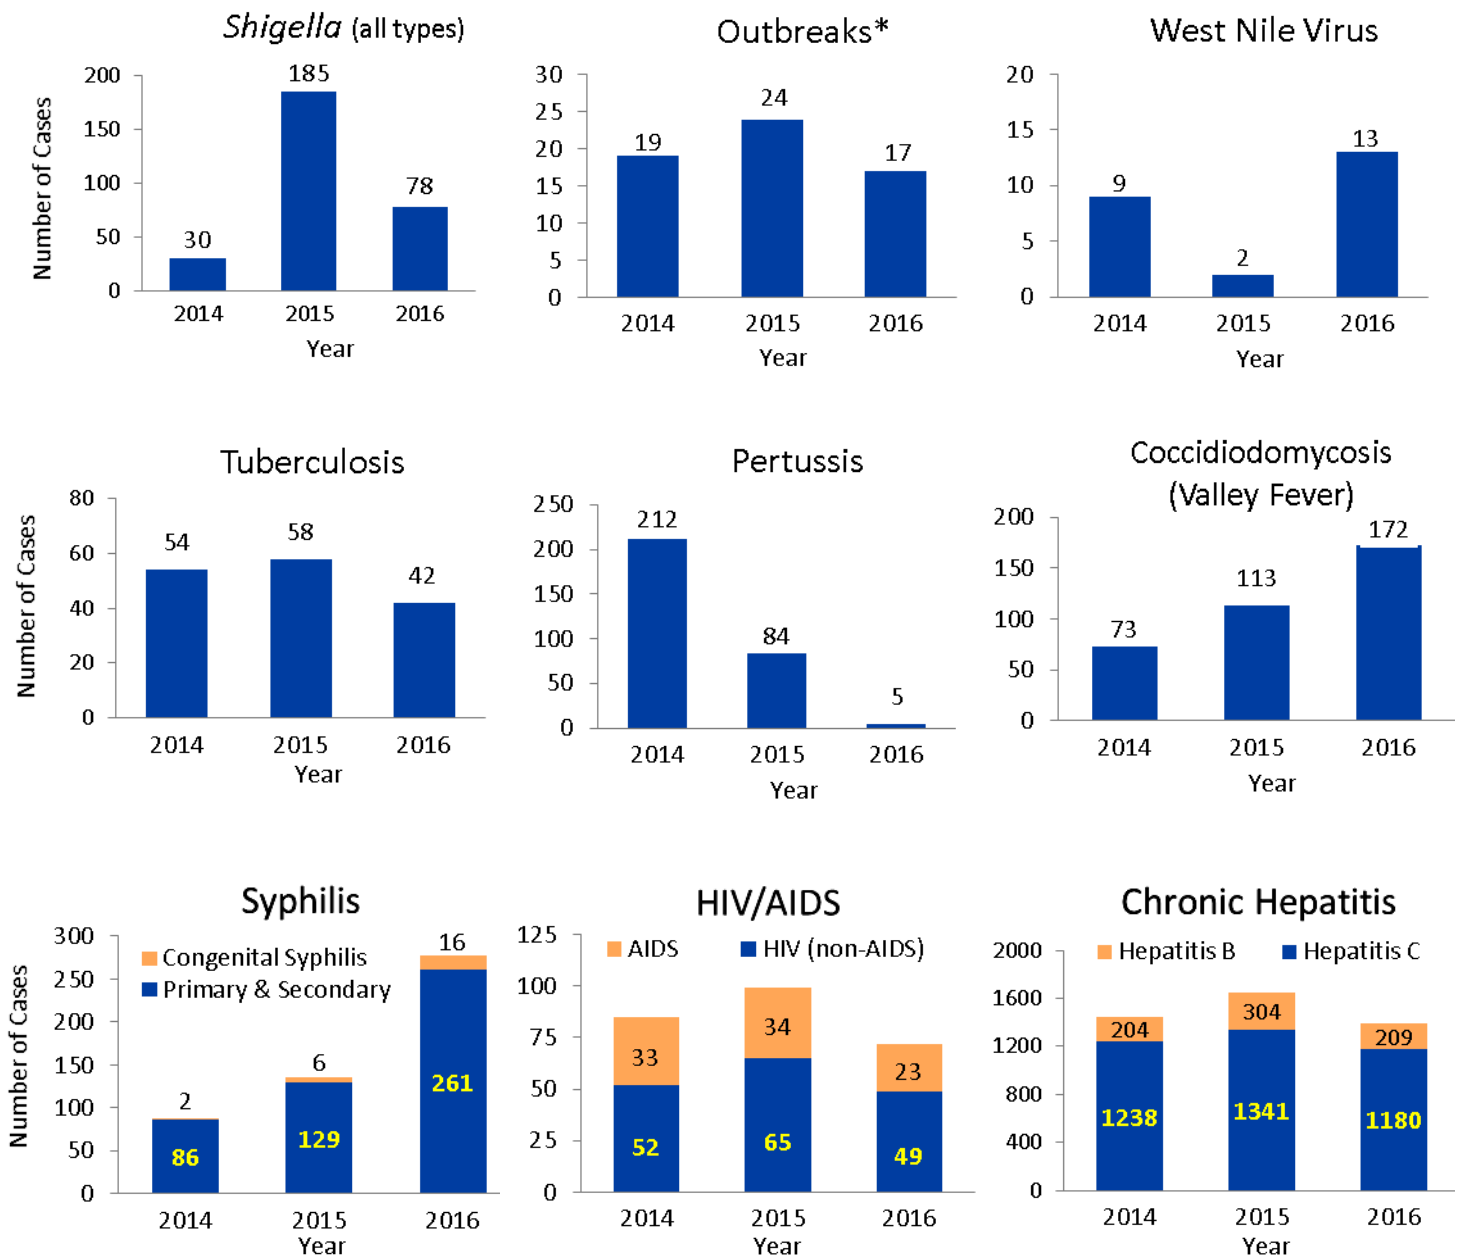 Shigella (all types)
Number of Cases
200
150
100
50
0
30
185
78
2014 2015 2016
Year
Outbreaks*
30
25
20
15
10
5
0
19
24
17
2014 2015 2016
Year
West Nile Virus
20
15
10
5
0
9
2
13
2014 2015 2016
Year
Tuberculosis
Number of Cases
80
60
40
20
0
54
58
42
2014 2015 2016
Year
Pertussis
250
200
150
100
50
0
212
84
5
2014 2015 2016
Year
Coccidiodomycosis
(Valley Fever)
200
150
100
50
0
73
113
172
2014 2015 2016
Year
Syphilis
Number of Cases
300
250
200
150
100
50
0
Congenital Syphilis
Primary & Secondary
2
86
6
129
16
261
2014 2015 2016
Year
HIV/AIDS
125
100
75
50
25
0
AIDS HIV (non-AIDS)
33
52
34
65
23
49
2014 2015 2016
Year
Chronic Hepatitis
2000
1600
1200
800
400
0
Hepatitis B Hepatitis C
204
1238
304
1341
209
1180
2014 2015 2016
Year